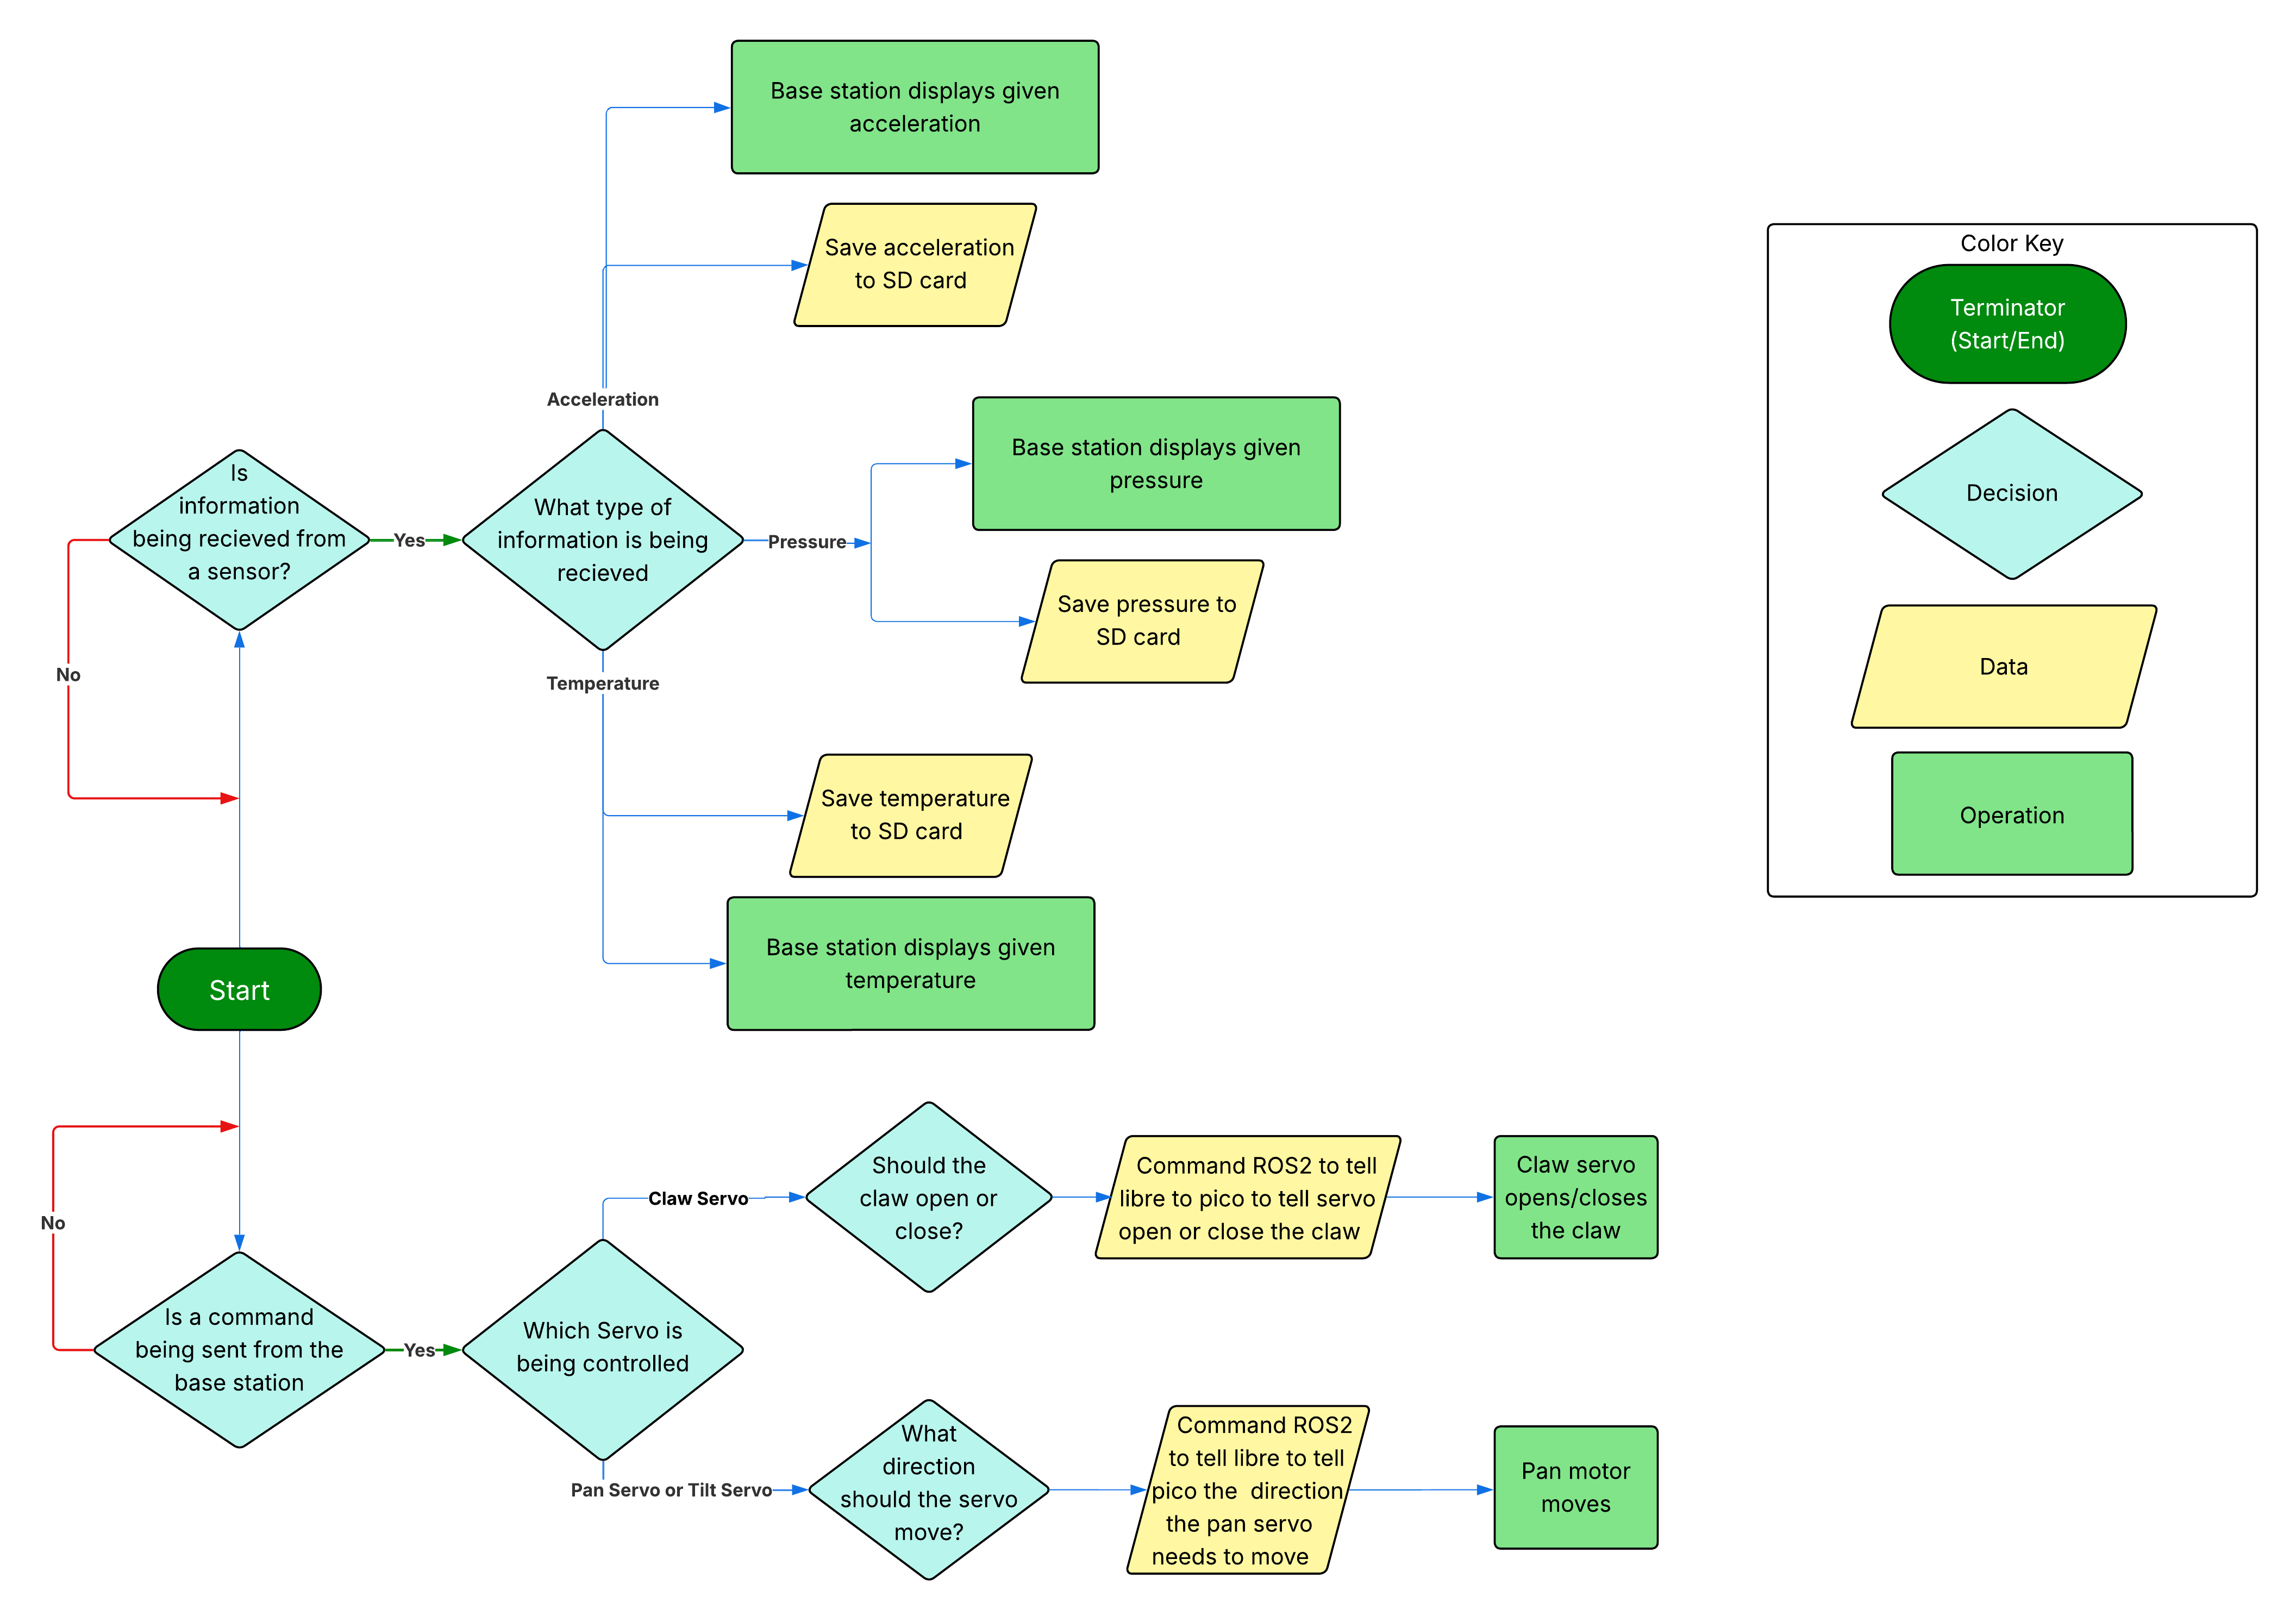 Base station displays given
acceleration
Save acceleration
to SD card
Color Key
Terminator
(Start/End)
Decision
Data
Operation
Acceleration
Is
information
being recieved from
a sensor?
Yes
What type of
information is being
recieved
Pressure
Base station displays given
pressure
Save pressure to
SD card
No
Temperature
Save temperature
to SD card
Base station displays given
temperature
Start
No
Is a command
being sent from the
base station
Yes
Which Servo is
being controlled
Claw Servo
Should the
claw open or
close?
Command ROS2 to tell
libre to pico to tell servo
open or close the claw
Claw servo
opens/closes
the claw
Pan Servo or Tilt Servo
What
direction
should the servo
move?
Command ROS2
to tell libre to tell
pico the  direction
the pan servo
needs to move
Pan motor
moves